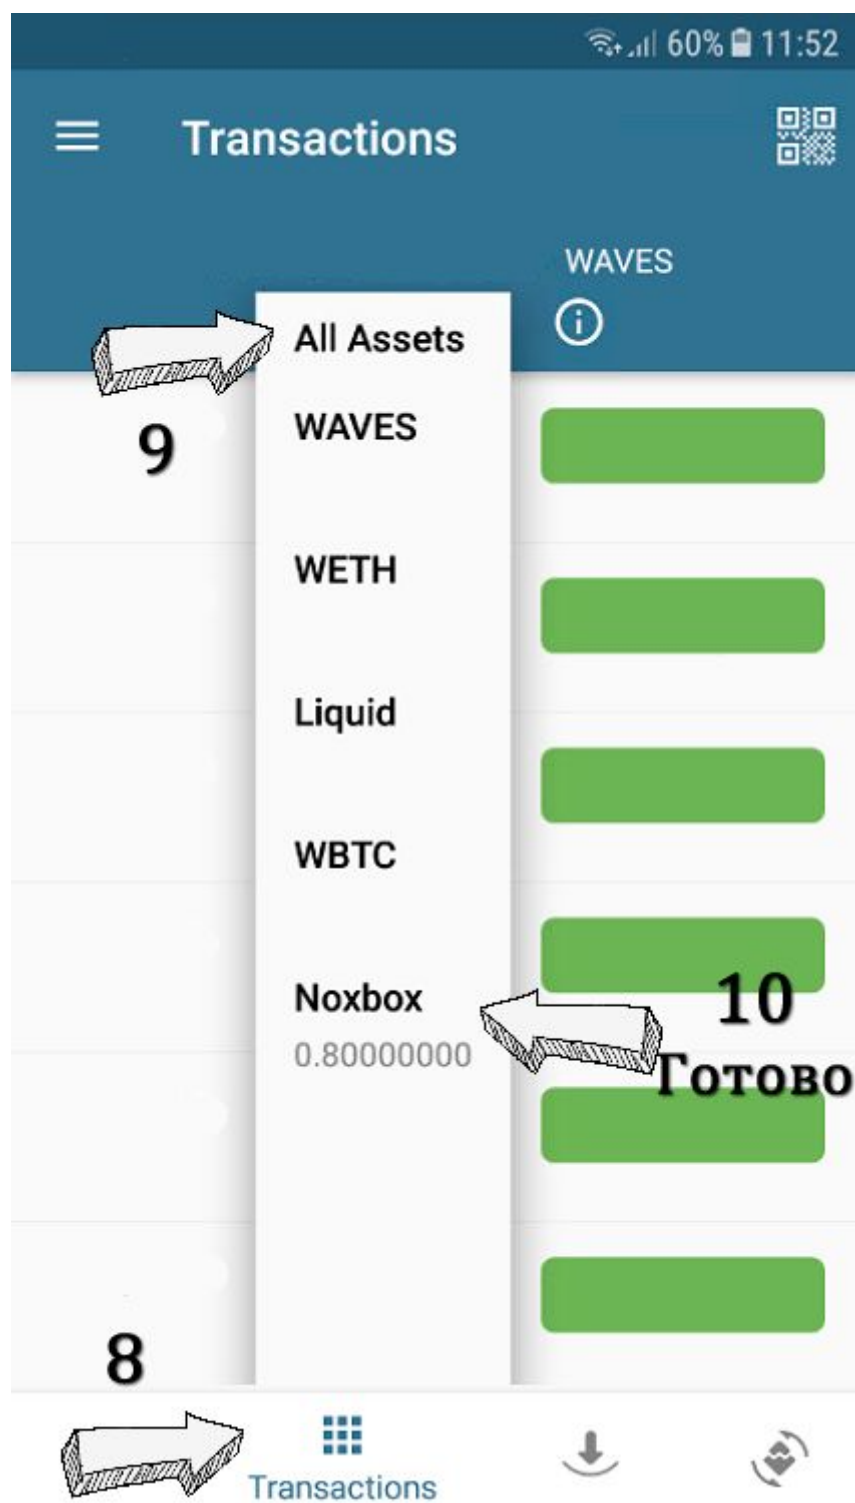 60% 11:52
Transactions
WAVES
All Assets
9
WAVES
WETH
Liquid
WBTC
Noxbox
0.80000000
10
Готово
8
Transactions